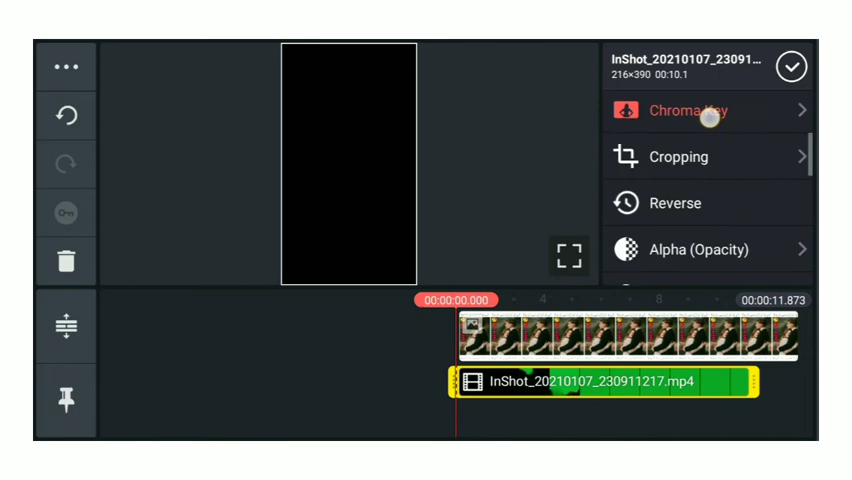 InShot_20210107_23091...
216×390 00:10.1
Chroma Key
Cropping
Reverse
Alpha (Opacity)
00:00:00.000
4
8
00:00:11.873
InShot_20210107_230911217.mp4